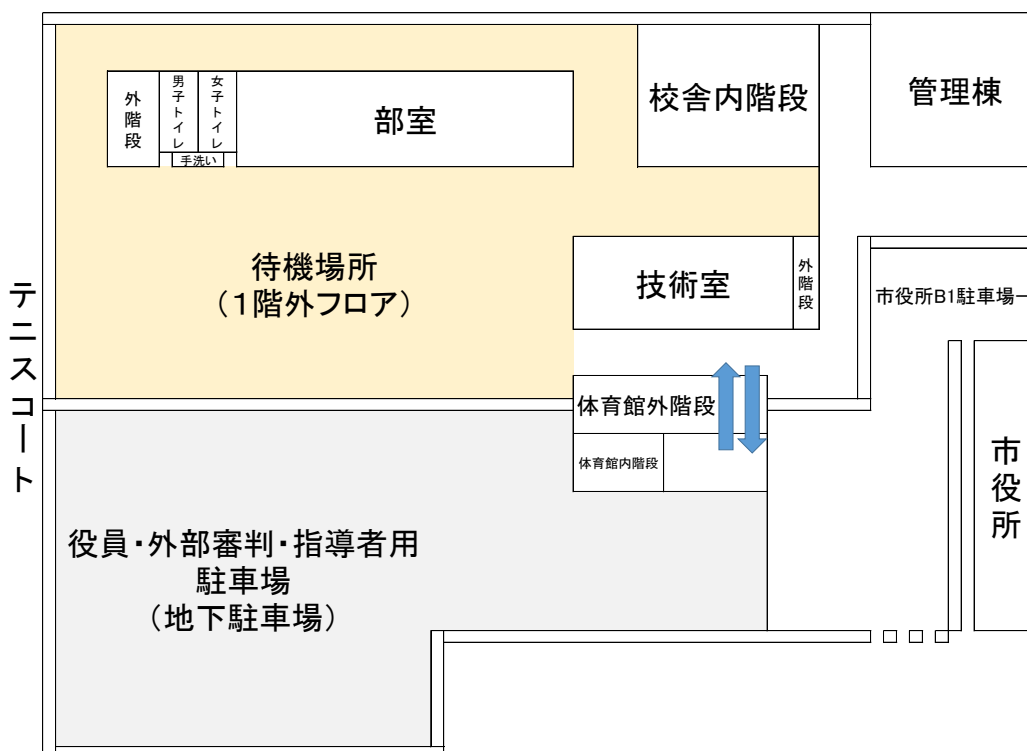 外階段
男子トイレ
女子トイレ
手洗い
部室
校舎内階段
管理棟
待機場所
（１階外フロア）
技術室
外階段
市役所B1駐車場→
テニスコート
体育館外階段
体育館内階段
市役所
役員・外部審判・指導者用
駐車場
（地下駐車場）